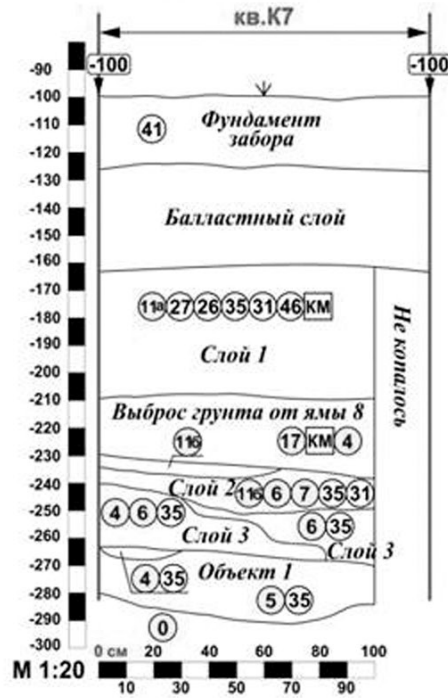 кв.К7
-90
-100
-100
-100
-110
-120
-130
-140
-150
-160
-170
-180
-190
-200
-210
-220
-230
-240
-250
-260
-270
-280
-290
-300
41
Фундамент
забора
Балластный слой
11а 27 26 35 31 46 КМ
Слой 1
Не копалось
Выброс грунта от ямы 8
11б 17 КМ 4
Слой 2 11б 6 7 35 31
4 6 35 6 35
Слой 3 Слой 3
Объект 1
4 35
5 35
0
0 см 20 40 60 80 100
М 1:20
10 30 50 70 90